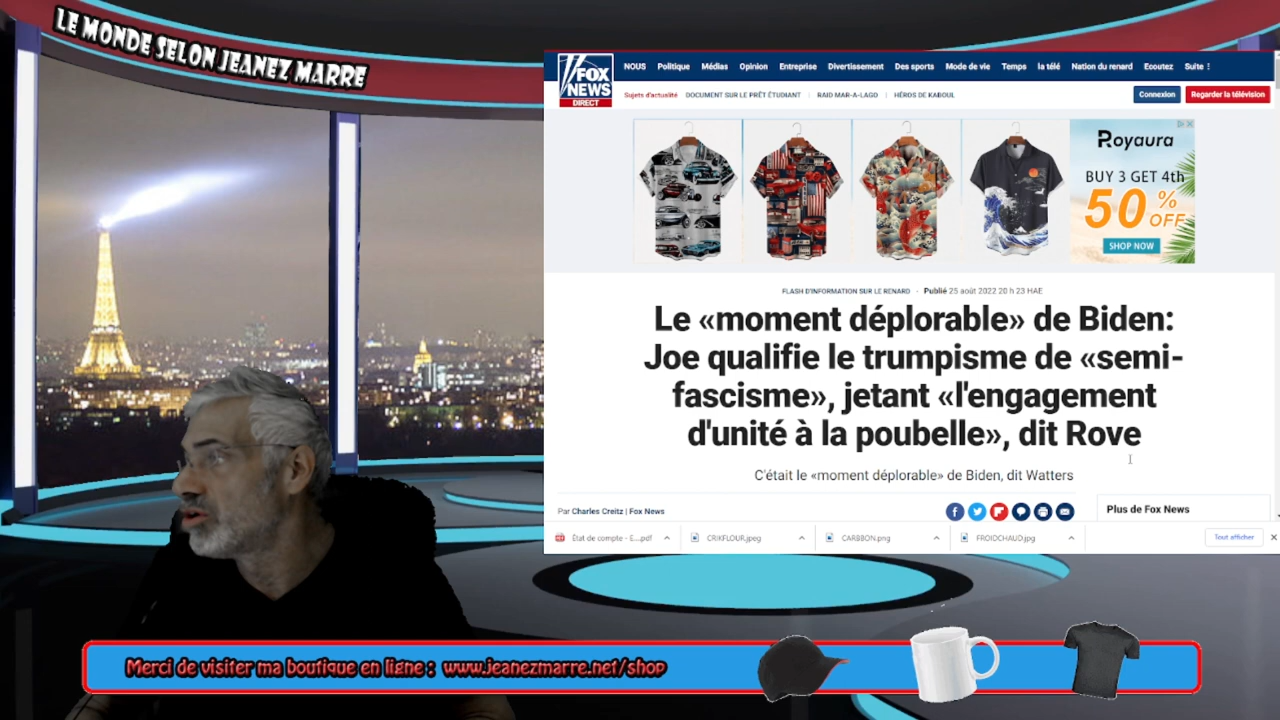 LE MONDE SELON JEANEZ MARRE
FOX
NEWS
DIRECT
NOUS Politique Médias Opinion Entreprise Divertissement Des sports Mode de vie Temps la télé Nation du renard Ecoutez Suite
Sujets d'actualité DOCUMENT SUR LE PRÊT ÉTUDIANT RAID MAR-A-LAGO HÉROS DE KABOUL
Connexion Regarder la télévision
Royaura
BUY 3 GET 4th
50% OFF
SHOP NOW
FLASH D'INFORMATION SUR LE RENARD - Publié 25 août 2022 20 h 23 HAE
Le «moment déplorable» de Biden:
Joe qualifie le trumpisme de «semi-
fascisme», jetant «l'engagement
d'unité à la poubelle», dit Rove
C'était le «moment déplorable» de Biden, dit Watters
Par Charles Creitz | Fox News
Plus de Fox News
État de compte - E....pdf CRIKFLOUR.jpeg CARBBON.png FROIDCHAUD.jpg Tout afficher
Merci de visiter ma boutique en ligne : www.jeanezmarre.net/shop